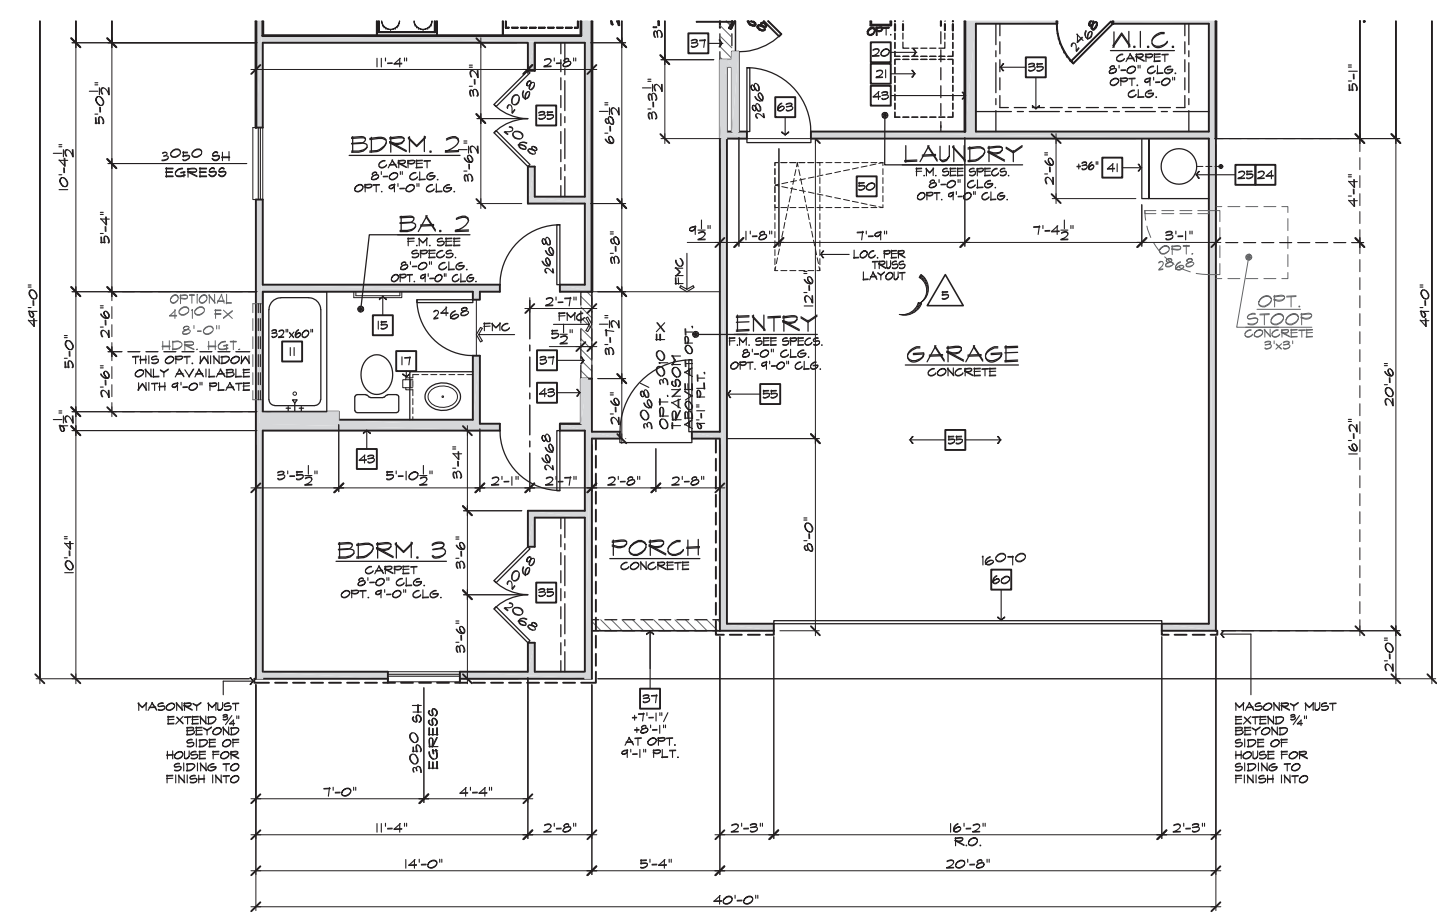 37
3'-3½"
OPT.
20
21
43
2868
63
2468
W.I.C.
CARPET
8'-0" CLG.
OPT. 9'-0"
CLG.
35
5'-1"
11'-4"
2'-8"
3'-2"
2068
2068
35
3'-6½"
6'-8½"
5'-0½"
10'-4½"
3050 SH
EGRESS
BDRM. 2
CARPET
8'-0" CLG.
OPT. 9'-0" CLG.
LAUNDRY
F.M. SEE SPECS.
8'-0" CLG.
OPT. 9'-0" CLG.
50
2'-6"
+36"
41
25
24
4'-4"
5'-4"
BA. 2
F.M. SEE
SPECS.
8'-0" CLG.
OPT. 9'-0" CLG.
2668
3'-8"
9½"
1'-8"
7'-9"
7'-4½"
3'-1"
OPT.
2868
LOC. PER
TRUSS
LAYOUT
12'-6"
FMC
5
OPT.
STOOP
CONCRETE
3'x3'
49'-0"
49'-0"
OPTIONAL
4010 FX
8'-0"
HDR. HGT.
THIS OPT. WINDOW
ONLY AVAILABLE
WITH 9'-0" PLATE
2'-6"
2'-6"
5'-0"
9½"
32"x60"
11
15
17
2468
FMC
2'-7"
FMC
5½"
37
43
3'-7½"
2'-6"
3068/
OPT. 3010 FX
TRANSOM
ABOVE AT OPT.
9'-1" PLT.
ENTRY
F.M. SEE SPECS.
8'-0" CLG.
OPT. 9'-0" CLG.
55
GARAGE
CONCRETE
55
20'-6"
16'-2"
43
2668
3'-4"
3'-5½"
5'-10½"
2'-1"
2'-7"
2'-8"
2'-8"
10'-4"
BDRM. 3
CARPET
8'-0" CLG.
OPT. 9'-0" CLG.
3'-6"
3'-6"
2068
2068
35
PORCH
CONCRETE
8'-0"
16070
60
2'-0"
MASONRY MUST
EXTEND ¾"
BEYOND
SIDE OF
HOUSE FOR
SIDING TO
FINISH INTO
3050 SH
EGRESS
37
+7'-1"/
+8'-1"
AT OPT.
9'-1" PLT.
MASONRY MUST
EXTEND ¾"
BEYOND
SIDE OF
HOUSE FOR
SIDING TO
FINISH INTO
7'-0"
4'-4"
11'-4"
2'-8"
2'-3"
16'-2"
R.O.
2'-3"
14'-0"
5'-4"
20'-8"
40'-0"